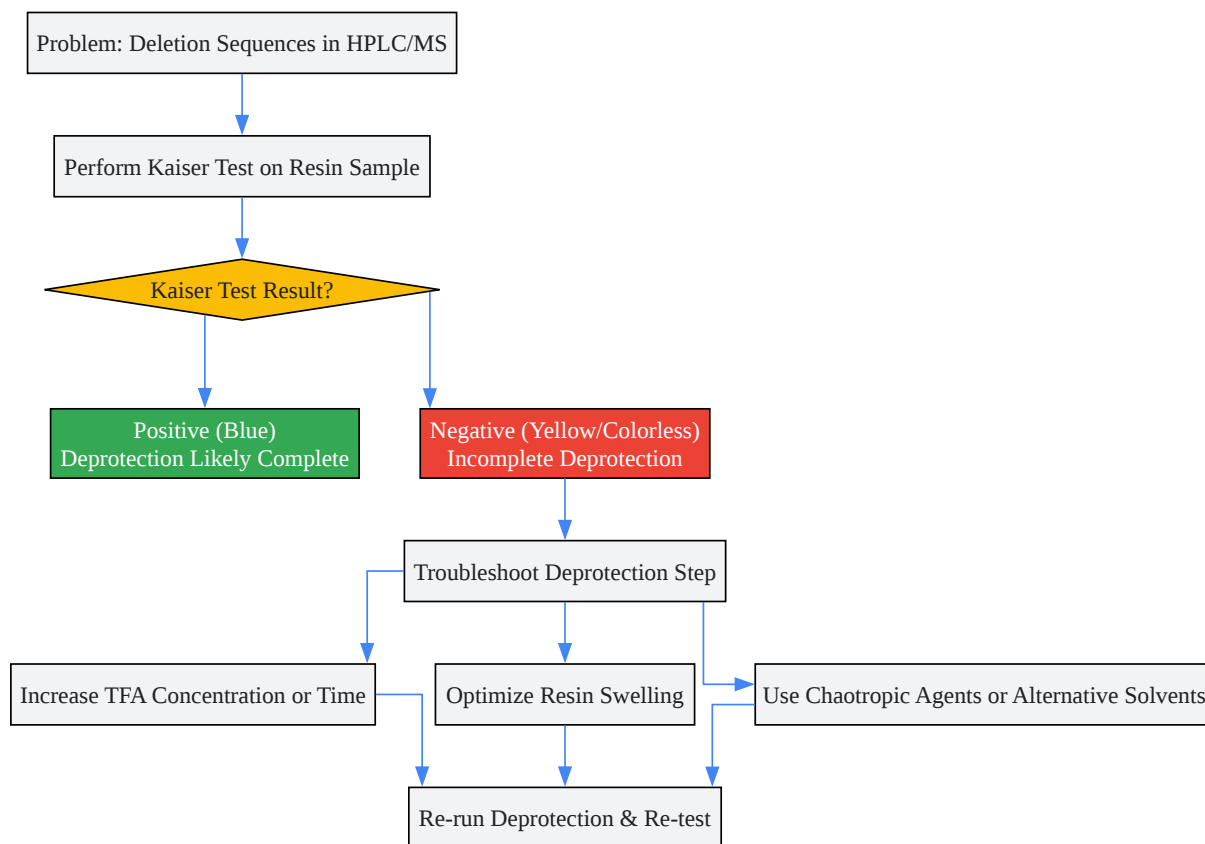 Problem: Deletion Sequences in HPLC/MS
Perform Kaiser Test on Resin Sample
Kaiser Test Result?
Positive (Blue)
Deprotection Likely Complete
Negative (Yellow/Colorless)
Incomplete Deprotection
Troubleshoot Deprotection Step
Increase TFA Concentration or Time
Optimize Resin Swelling
Use Chaotropic Agents or Alternative Solvents
Re-run Deprotection & Re-test